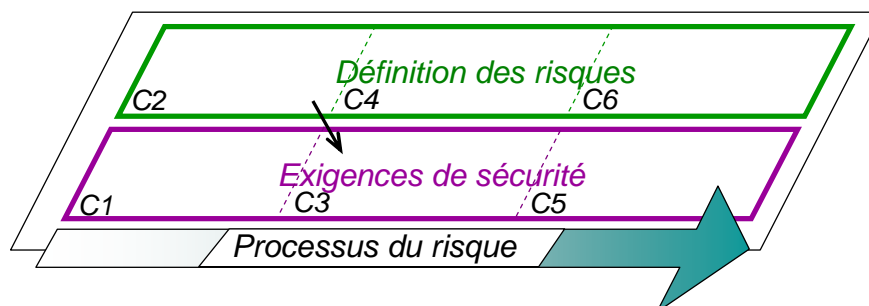 Définition des risques
C2 C4 C6
Exigences de sécurité
C1 C3 C5
Processus du risque